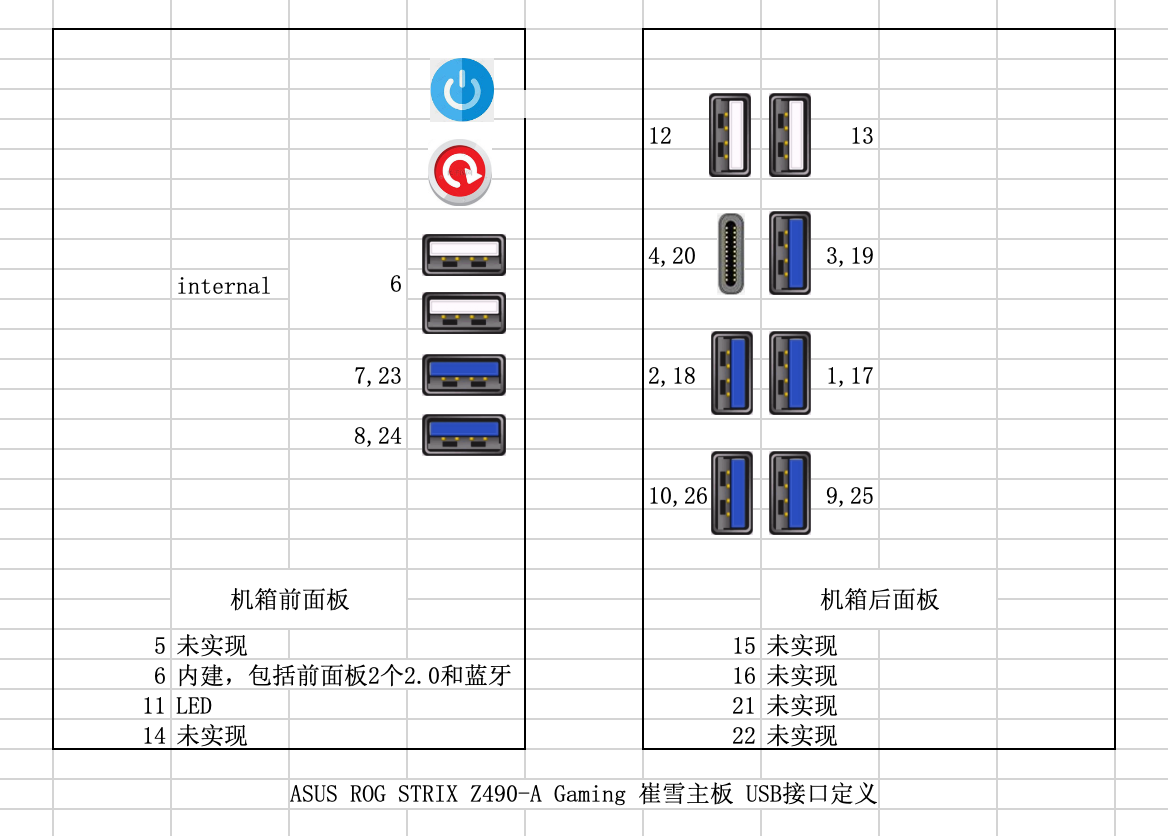 12
13
4,20
3,19
internal
6
7,23
2,18
1,17
8,24
10,26
9,25
机箱前面板
机箱后面板
5 未实现
15 未实现
6 内建，包括前面板2个2.0和蓝牙
16 未实现
11 LED
21 未实现
14 未实现
22 未实现
ASUS ROG STRIX Z490-A Gaming 崔雪主板 USB接口定义